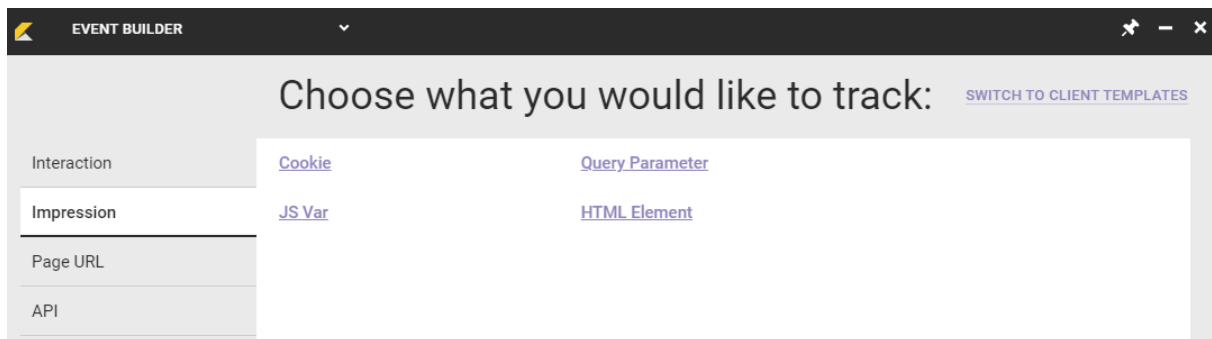 EVENT BUILDER
Choose what you would like to track: SWITCH TO CLIENT TEMPLATES
Interaction Cookie Query Parameter
Impression JS Var HTML Element
Page URL
API